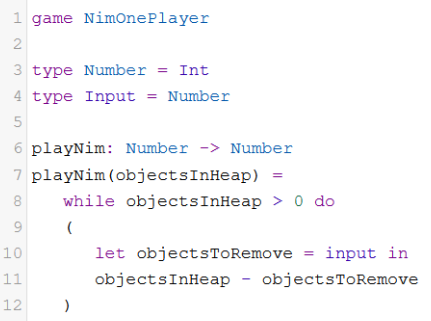 1 game NimOnePlayer
2
3 type Number = Int
4 type Input = Number
5
6 playNim: Number -> Number
7 playNim(objectsInHeap) =
8    while objectsInHeap > 0 do
9    (
10       let objectsToRemove = input in
11       objectsInHeap - objectsToRemove
12    )